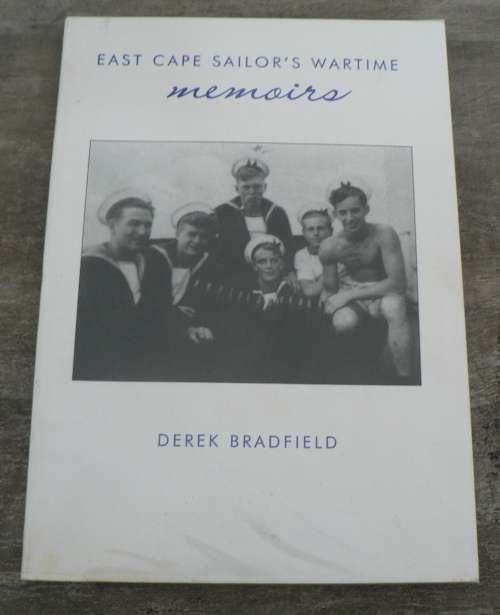 EAST CAPE SAILOR'S WARTIME
memoirs
DEREK BRADFIELD